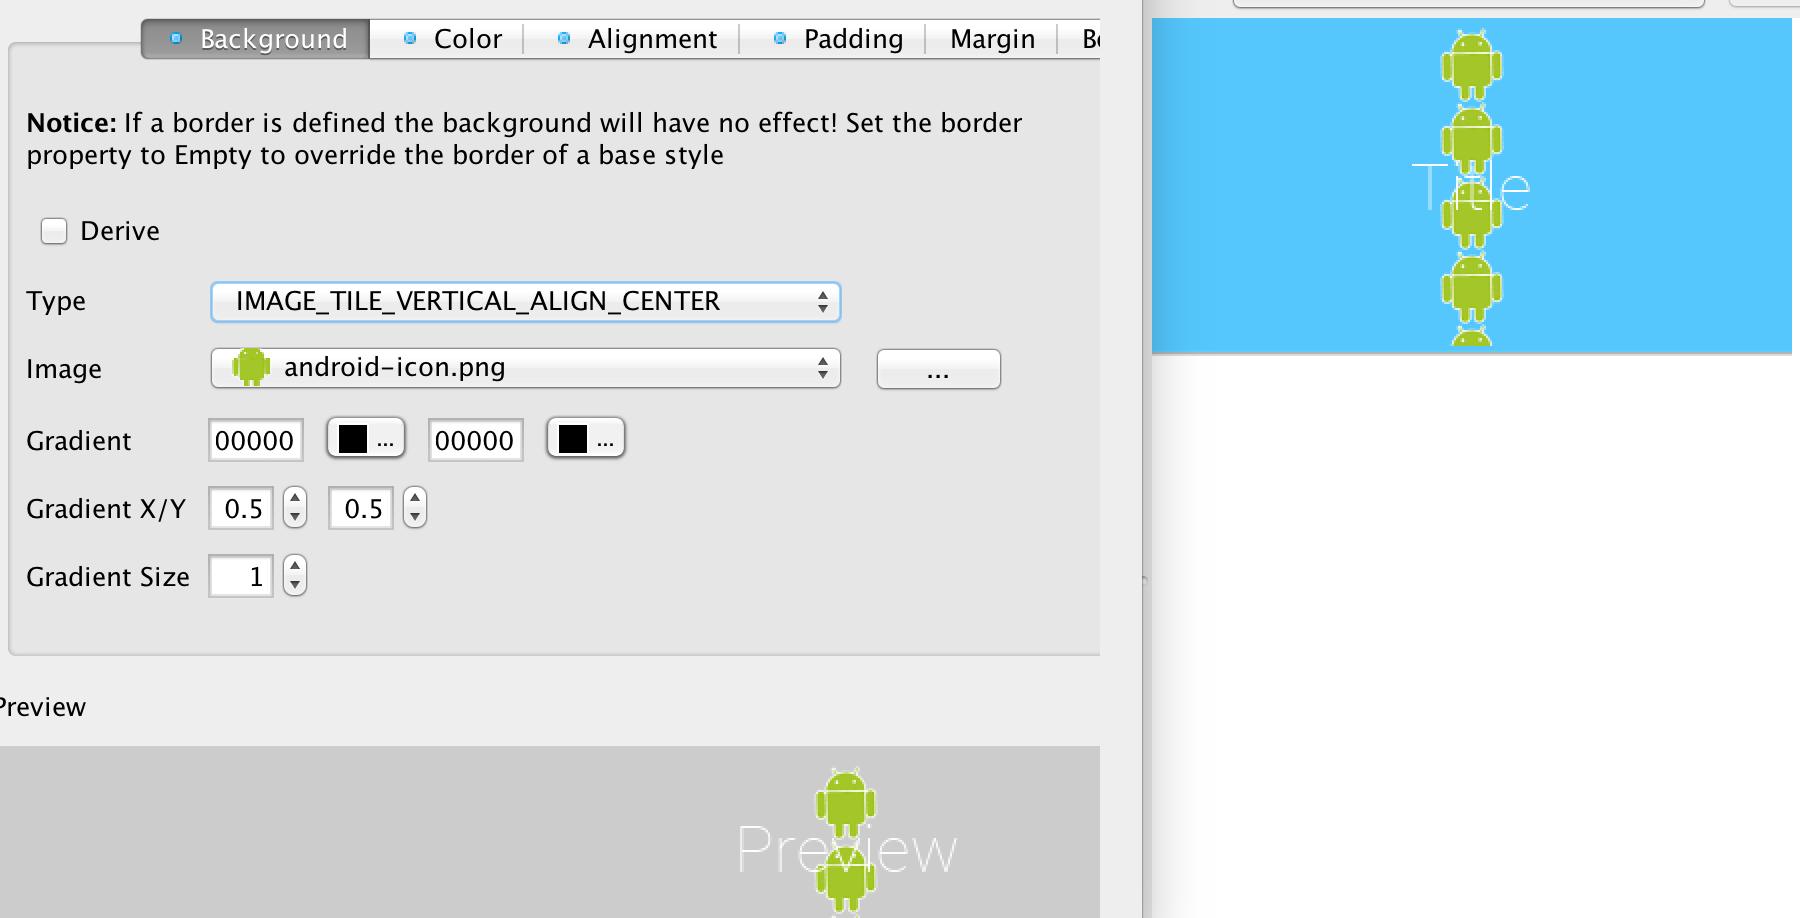 Background Color Alignment Padding Margin
Notice: If a border is defined the background will have no effect! Set the border
property to Empty to override the border of a base style
Derive
Type IMAGE_TILE_VERTICAL_ALIGN_CENTER
Image android-icon.png ...
Gradient 00000 ... 00000 ...
Gradient X/Y 0.5 0.5
Gradient Size 1
Preview
Preview
Title